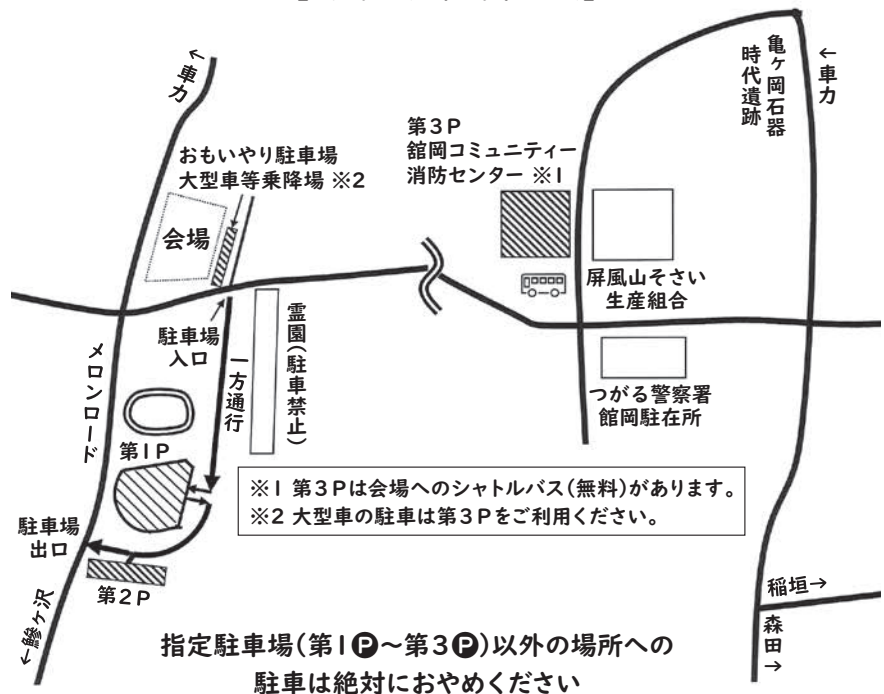 ←車力
亀ヶ岡石器
時代遺跡
←車力
第3P
舘岡コミュニティー
消防センター ※1
おもいやり駐車場
大型車等乗降場 ※2
会場
屏風山そさい
生産組合
駐車場
入口
霊園(駐車禁止)
一方通行
メロンロード
つがる警察署
舘岡駐在所
第1P
※1 第3Pは会場へのシャトルバス(無料)があります。
※2 大型車の駐車は第3Pをご利用ください。
駐車場
出口
第2P
稲垣→
森田→
←鰺ヶ沢
指定駐車場(第1P〜第3P)以外の場所への
駐車は絶対におやめください